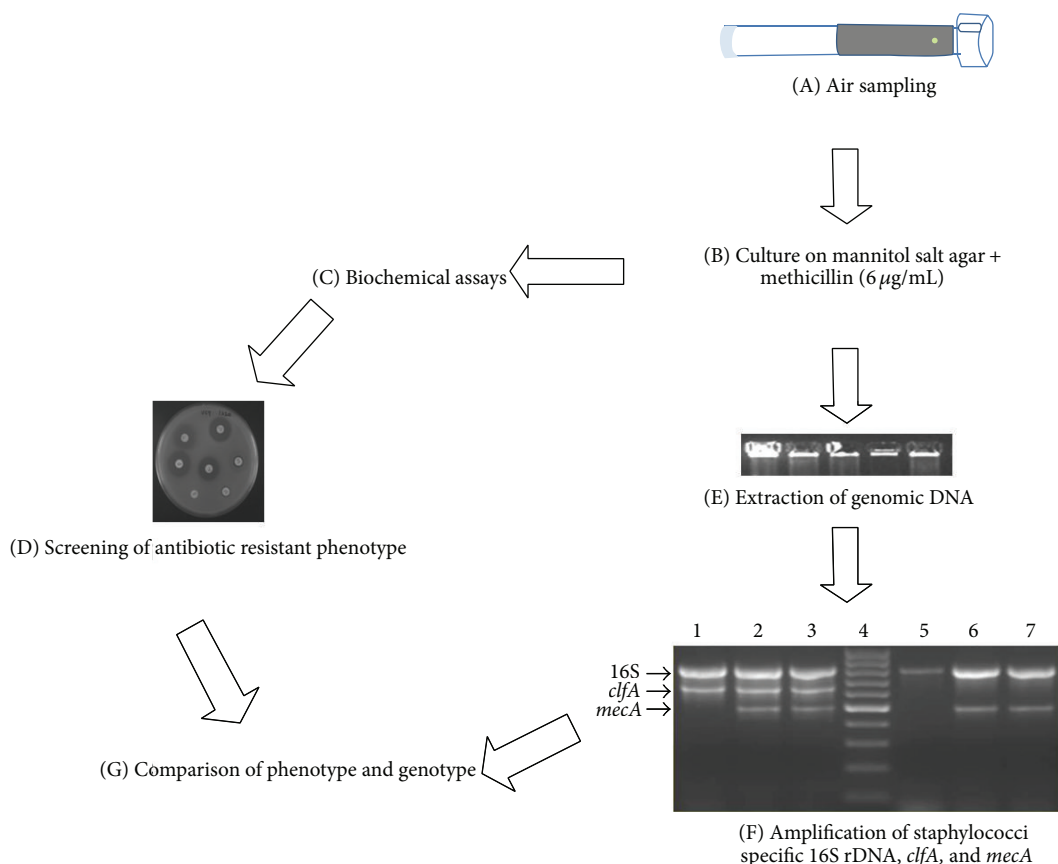 (A) Air sampling
(B) Culture on mannitol salt agar +
methicillin (6 μg/mL)
(C) Biochemical assays
(D) Screening of antibiotic resistant phenotype
(E) Extraction of genomic DNA
1 2 3 4 5 6 7
16S
clfA
mecA
(F) Amplification of staphylococci
specific 16S rDNA, clfA, and mecA
(G) Comparison of phenotype and genotype